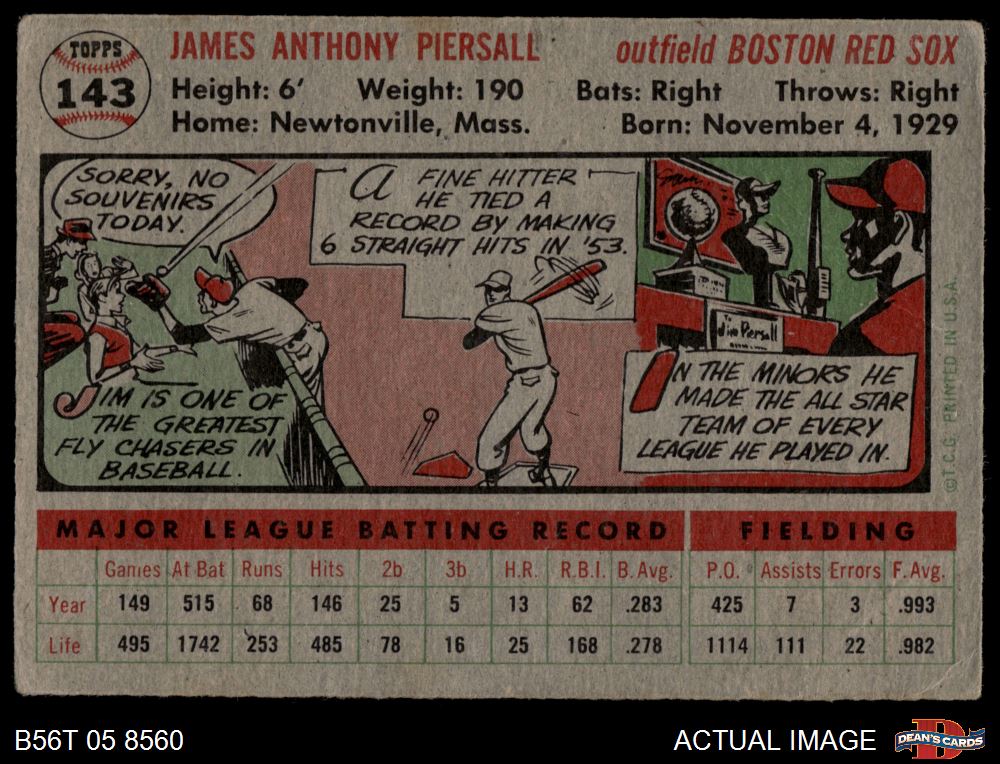 TOPPS
143
JAMES ANTHONY PIERSALL
outfield BOSTON RED SOX
Height: 6' Weight: 190 Bats: Right Throws: Right
Home: Newtonville, Mass. Born: November 4, 1929
SORRY, NO
SOUVENIRS
TODAY.
JIM IS ONE OF
THE GREATEST
FLY CHASERS IN
BASEBALL.
A FINE HITTER
HE TIED A
RECORD BY MAKING
6 STRAIGHT HITS IN '53.
To
Jim Piersall
IN THE MINORS HE
MADE THE ALL STAR
TEAM OF EVERY
LEAGUE HE PLAYED IN.
©T.C.G. PRINTED IN U.S.A.
MAJOR LEAGUE BATTING RECORD FIELDING
Games At Bat Runs Hits 2b 3b H.R. R.B.I. B. Avg. P.O. Assists Errors F. Avg.
Year 149 515 68 146 25 5 13 62 .283 425 7 3 .993
Life 495 1742 253 485 78 16 25 168 .278 1114 111 22 .982
B56T 05 8560
ACTUAL IMAGE
DEAN'S CARDS